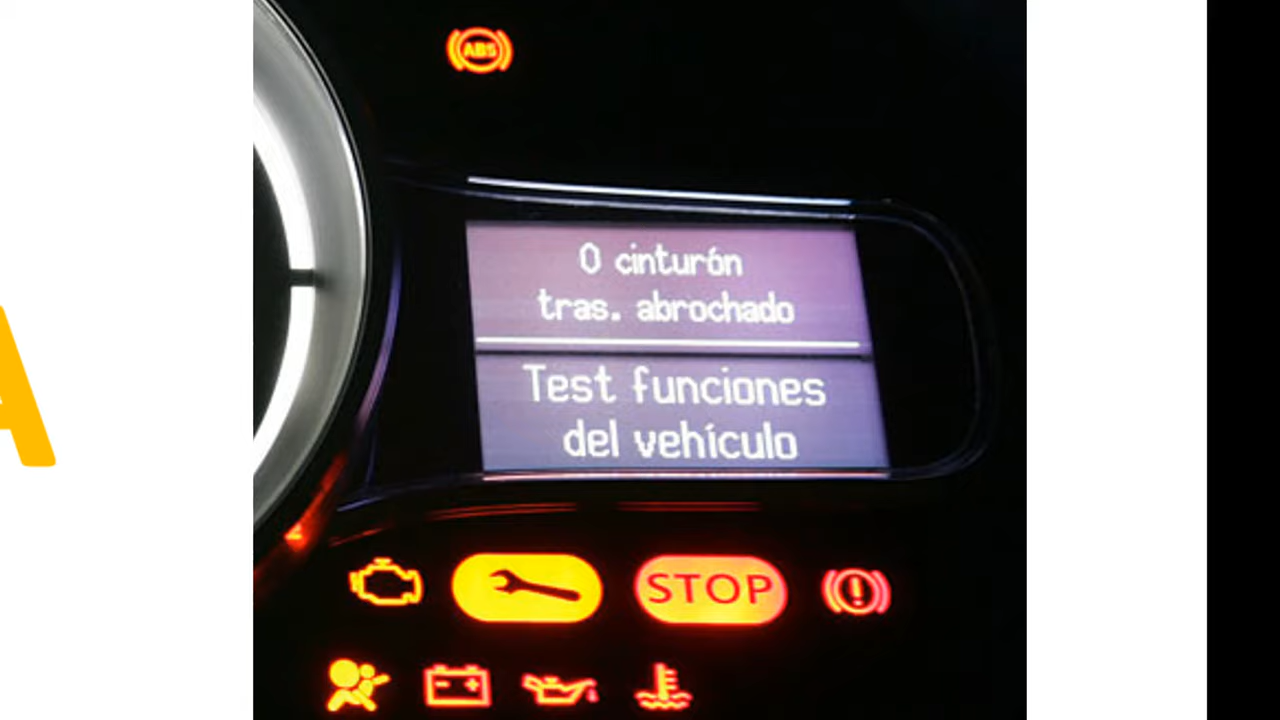 ABS
0 cinturón
tras. abrochado
Test funciones
del vehículo
STOP
A